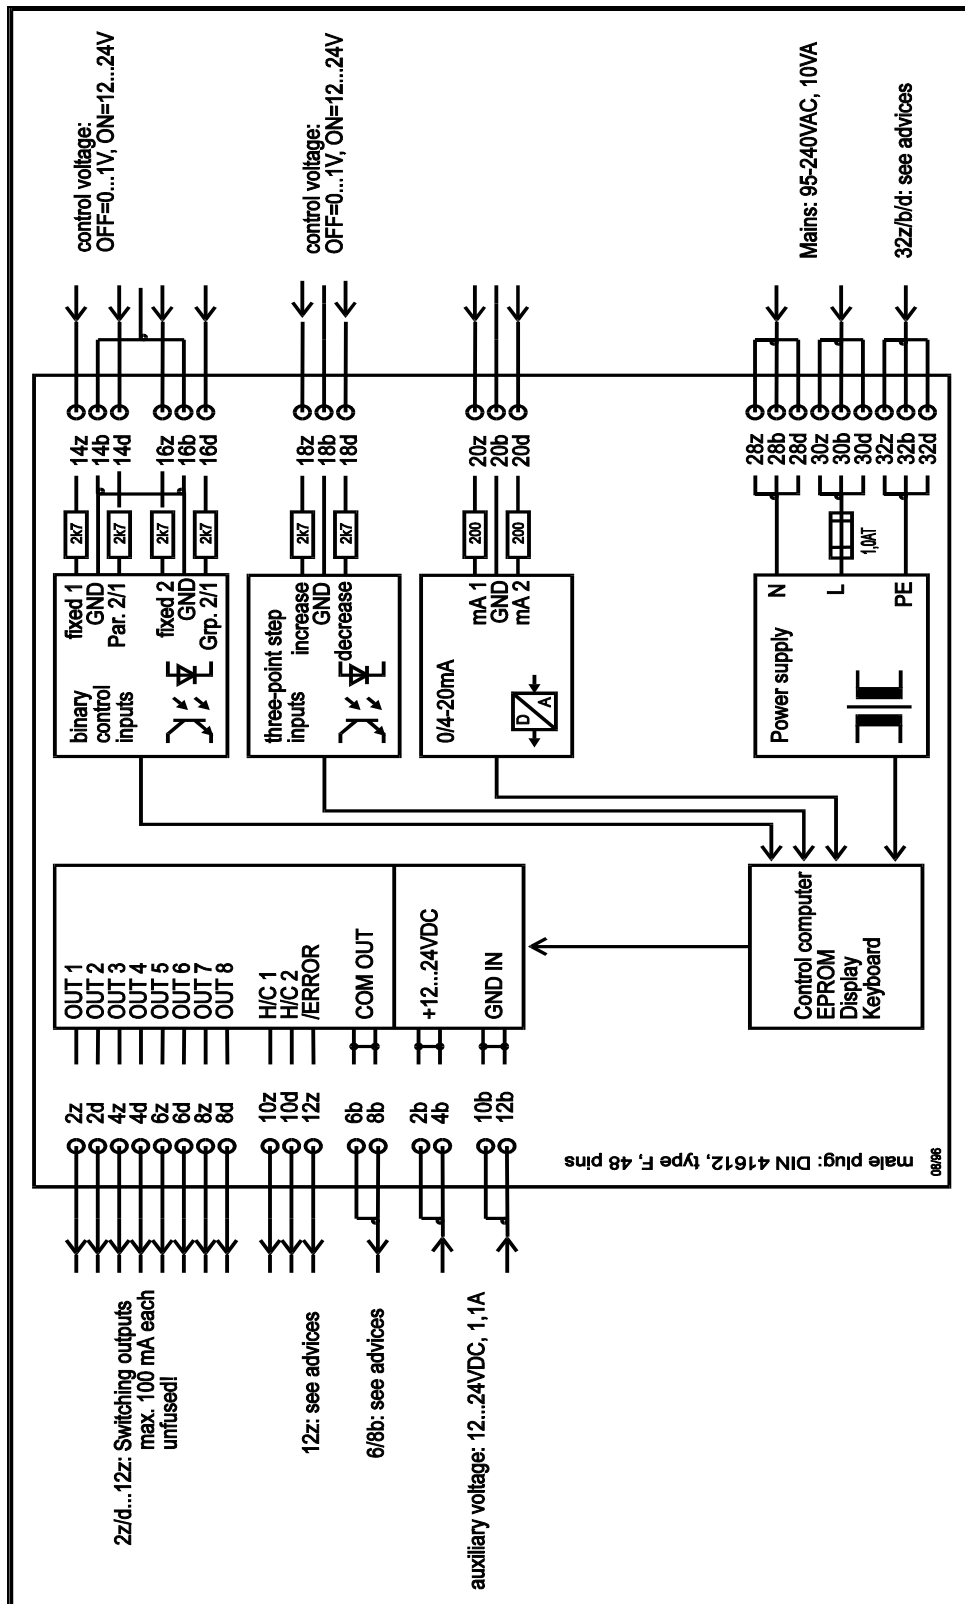 control voltage:
OFF=0...1V, ON=12...24V
control voltage:
OFF=0...1V, ON=12...24V
Mains: 95-240VAC, 10VA
32z/b/d: see advices
14z
14b
14d
16z
16b
16d
18z
18b
18d
20z
20b
20d
28z
28b
28d
30z
30b
30d
32z
32b
32d
2k7
2k7
2k7
2k7
2k7
2k7
200
200
1,0AT
fixed 1
GND
Par. 2/1
fixed 2
GND
Grp. 2/1
binary
control
inputs
increase
GND
decrease
three-point step
inputs
mA 1
GND
mA 2
0/4-20mA
D
A
N
L
PE
Power supply
OUT 1
OUT 2
OUT 3
OUT 4
OUT 5
OUT 6
OUT 7
OUT 8
H/C 1
H/C 2
/ERROR
COM OUT
+12...24VDC
GND IN
Control computer
EPROM
Display
Keyboard
2z
2d
4z
4d
6z
6d
8z
8d
10z
10d
12z
6b
8b
2b
4b
10b
12b
male plug: DIN 41612, type F, 48 pins
08/96
2z/d...12z: Switching outputs
max. 100 mA each
unfused!
12z: see advices
6/8b: see advices
auxiliary voltage: 12...24VDC, 1,1A